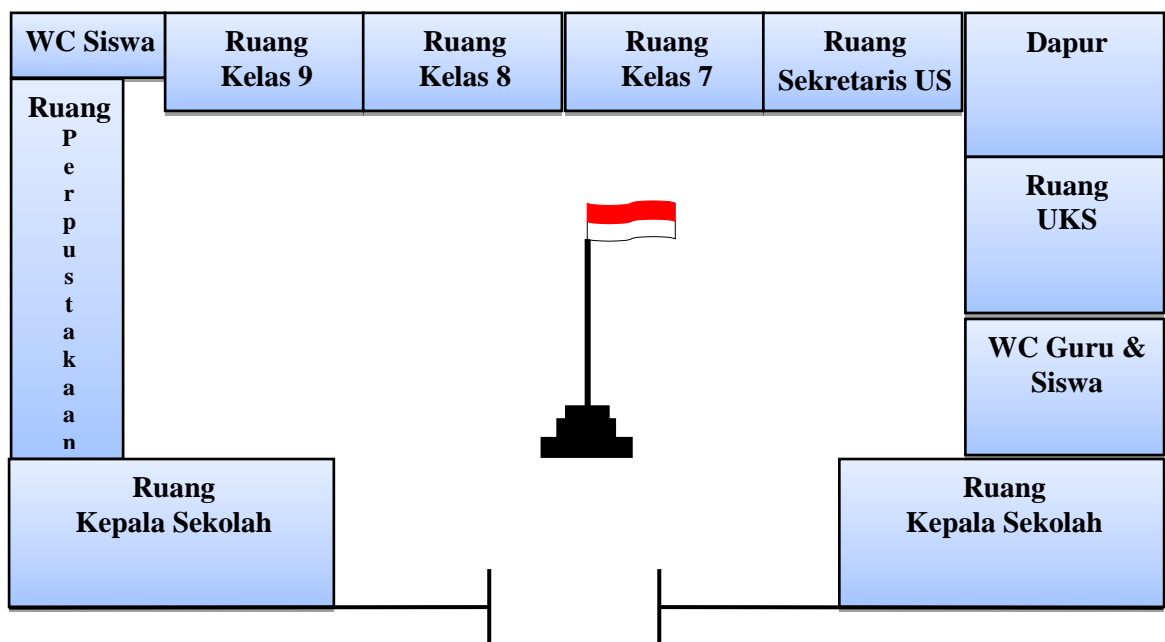 WC Siswa
Ruang
Kelas 9
Ruang
Kelas 8
Ruang
Kelas 7
Ruang
Sekretaris US
Dapur
Ruang
P
e
r
p
u
s
t
a
k
a
a
n
Ruang
UKS
WC Guru &
Siswa
Ruang
Kepala Sekolah
Ruang
Kepala Sekolah